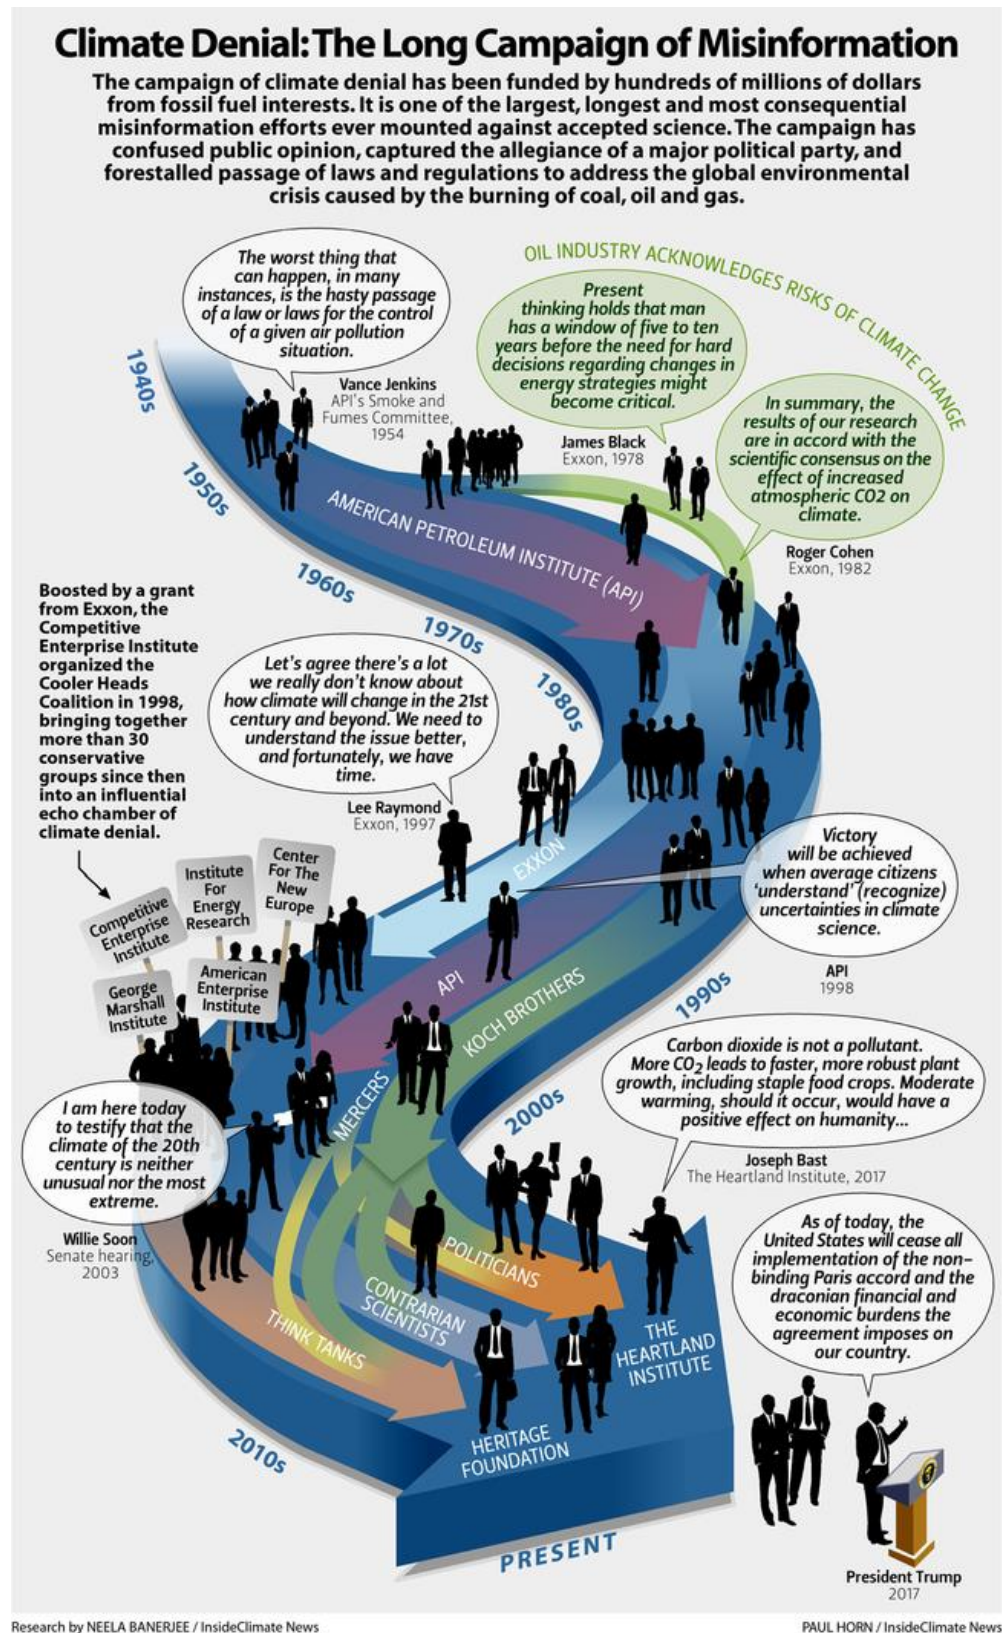 Climate Denial: The Long Campaign of Misinformation
The campaign of climate denial has been funded by hundreds of millions of dollars
from fossil fuel interests. It is one of the largest, longest and most consequential
misinformation efforts ever mounted against accepted science. The campaign has
confused public opinion, captured the allegiance of a major political party, and
forestalled passage of laws and regulations to address the global environmental
crisis caused by the burning of coal, oil and gas.
OIL INDUSTRY ACKNOWLEDGES RISKS OF CLIMATE CHANGE
The worst thing that
can happen, in many
instances, is the hasty passage
of a law or laws for the control
of a given air pollution
situation.
Vance Jenkins
API's Smoke and
Fumes Committee,
1954
Present
thinking holds that man
has a window of five to ten
years before the need for hard
decisions regarding changes in
energy strategies might
become critical.
James Black
Exxon, 1978
In summary, the
results of our research
are in accord with the
scientific consensus on the
effect of increased
atmospheric CO2 on
climate.
Roger Cohen
Exxon, 1982
1940s
1950s
1960s
1970s
1980s
AMERICAN PETROLEUM INSTITUTE (API)
Boosted by a grant
from Exxon, the
Competitive
Enterprise Institute
organized the
Cooler Heads
Coalition in 1998,
bringing together
more than 30
conservative
groups since then
into an influential
echo chamber of
climate denial.
Let's agree there's a lot
we really don't know about
how climate will change in the 21st
century and beyond. We need to
understand the issue better,
and fortunately, we have
time.
Lee Raymond
Exxon, 1997
EXXON
Victory
will be achieved
when average citizens
'understand' (recognize)
uncertainties in climate
science.
API
1998
Competitive
Enterprise
Institute
Institute
For
Energy
Research
Center
For The
New
Europe
George
Marshall
Institute
American
Enterprise
Institute
API
KOCH BROTHERS
MERCERS
1990s
2000s
Carbon dioxide is not a pollutant.
More CO2 leads to faster, more robust plant
growth, including staple food crops. Moderate
warming, should it occur, would have a
positive effect on humanity...
Joseph Bast
The Heartland Institute, 2017
I am here today
to testify that the
climate of the 20th
century is neither
unusual nor the most
extreme.
Willie Soon
Senate hearing,
2003
POLITICIANS
CONTRARIAN
SCIENTISTS
THINK TANKS
THE
HEARTLAND
INSTITUTE
HERITAGE
FOUNDATION
As of today, the
United States will cease all
implementation of the non-
binding Paris accord and the
draconian financial and
economic burdens the
agreement imposes on
our country.
President Trump
2017
2010s
PRESENT
Research by NEELA BANERJEE / InsideClimate News
PAUL HORN / InsideClimate News